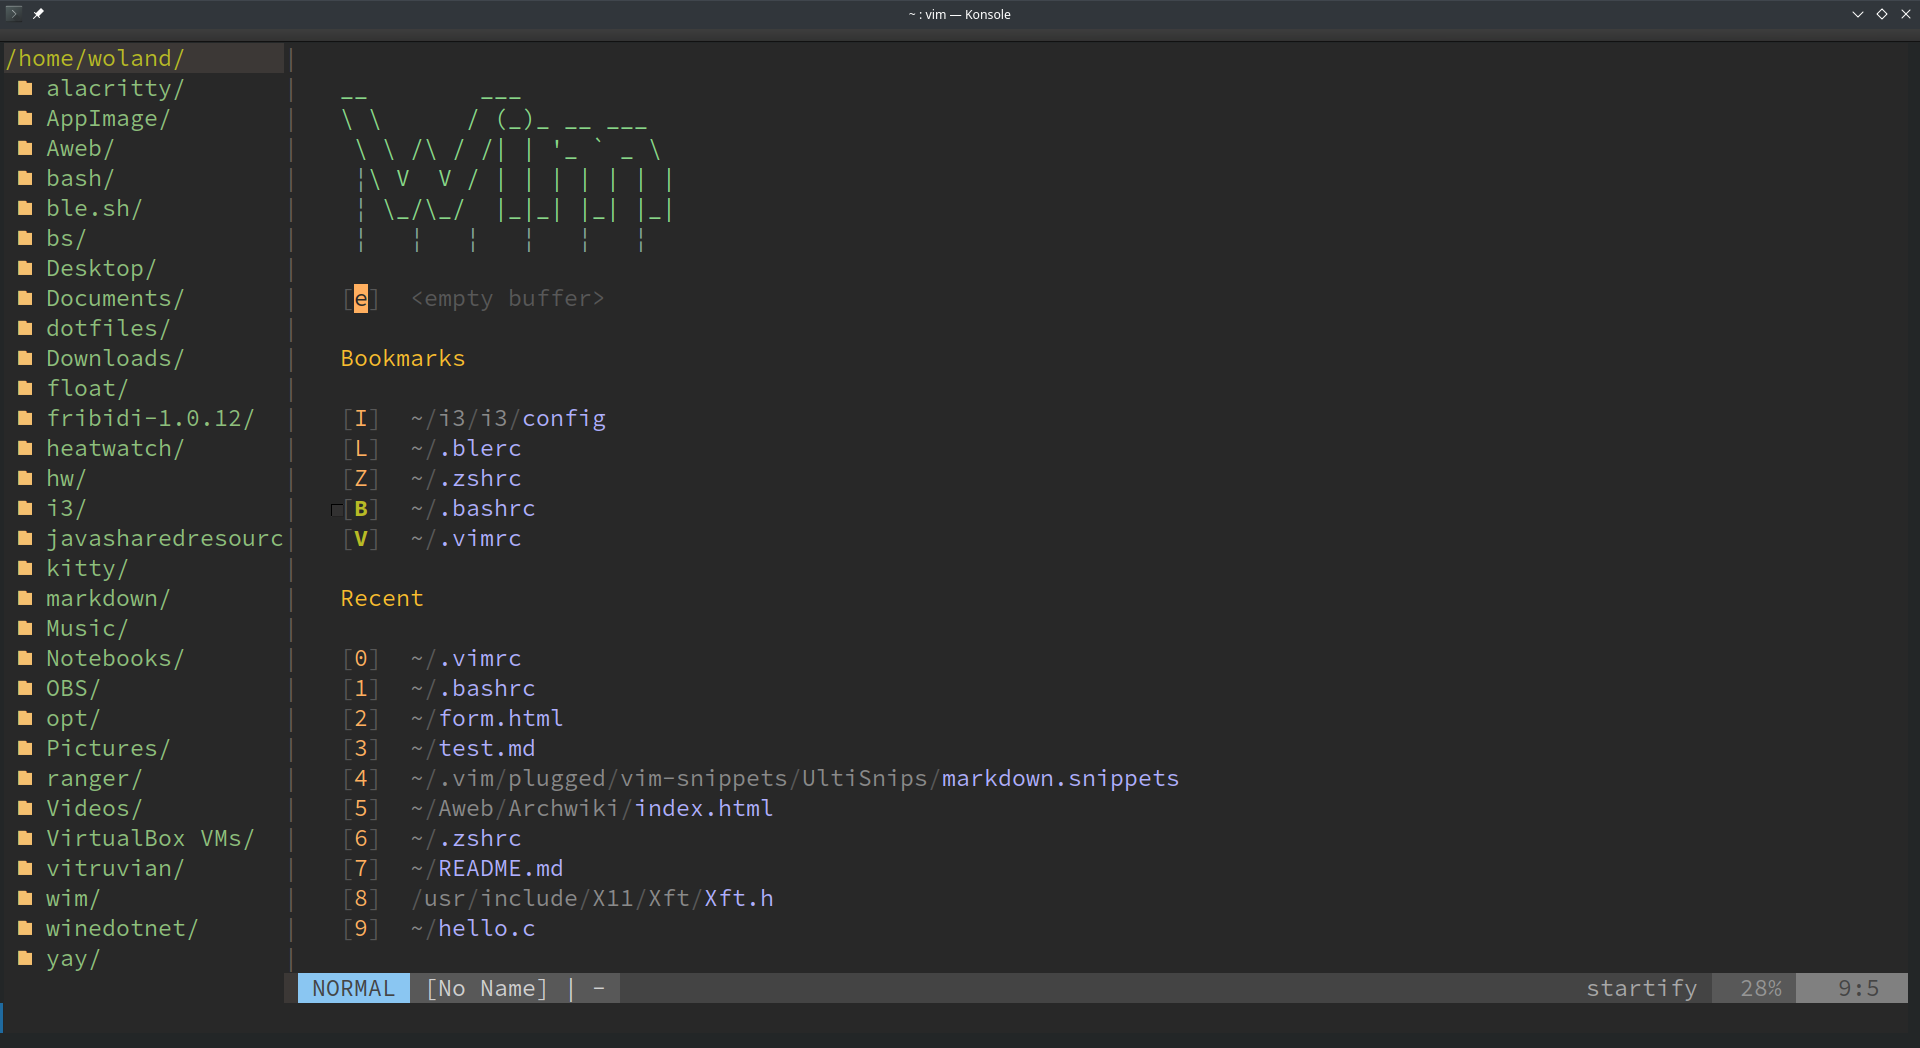 ~ : vim — Konsole
/home/woland/
alacritty/
AppImage/
Aweb/
bash/
ble.sh/
bs/
Desktop/
Documents/
dotfiles/
Downloads/
float/
fribidi-1.0.12/
heatwatch/
hw/
i3/
javasharedresourc
kitty/
markdown/
Music/
Notebooks/
OBS/
opt/
Pictures/
ranger/
Videos/
VirtualBox VMs/
vitruvian/
wim/
winedotnet/
yay/
Wim
[e] <empty buffer>
Bookmarks
[I] ~/i3/i3/config
[L] ~/.blerc
[Z] ~/.zshrc
[B] ~/.bashrc
[V] ~/.vimrc
Recent
[0] ~/.vimrc
[1] ~/.bashrc
[2] ~/form.html
[3] ~/test.md
[4] ~/.vim/plugged/vim-snippets/UltiSnips/markdown.snippets
[5] ~/Aweb/Archwiki/index.html
[6] ~/.zshrc
[7] ~/README.md
[8] /usr/include/X11/Xft/Xft.h
[9] ~/hello.c
NORMAL [No Name] | - startify 28% 9:5